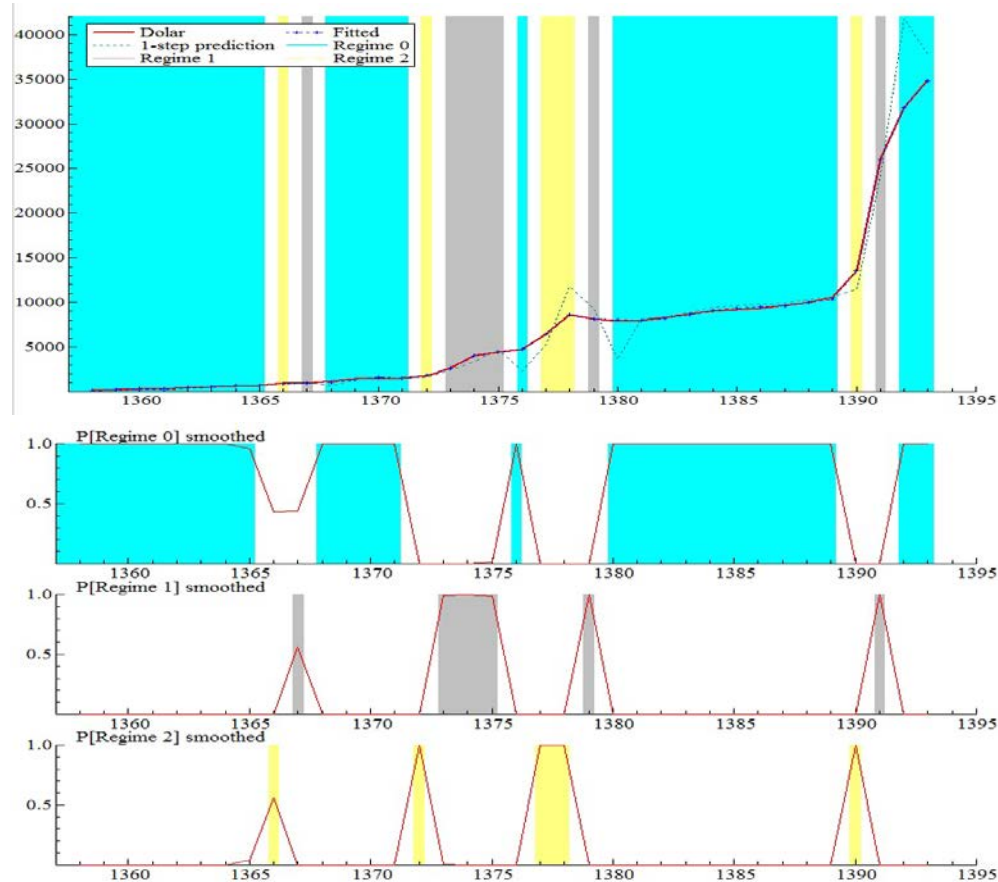 Dolar Fitted
1-step prediction Regime 0
Regime 1 Regime 2
40000
35000
30000
25000
20000
15000
10000
5000
1360 1365 1370 1375 1380 1385 1390 1395
P[Regime 0] smoothed
1.0
0.5
1360 1365 1370 1375 1380 1385 1390 1395
P[Regime 1] smoothed
1.0
0.5
1360 1365 1370 1375 1380 1385 1390 1395
P[Regime 2] smoothed
1.0
0.5
1360 1365 1370 1375 1380 1385 1390 1395